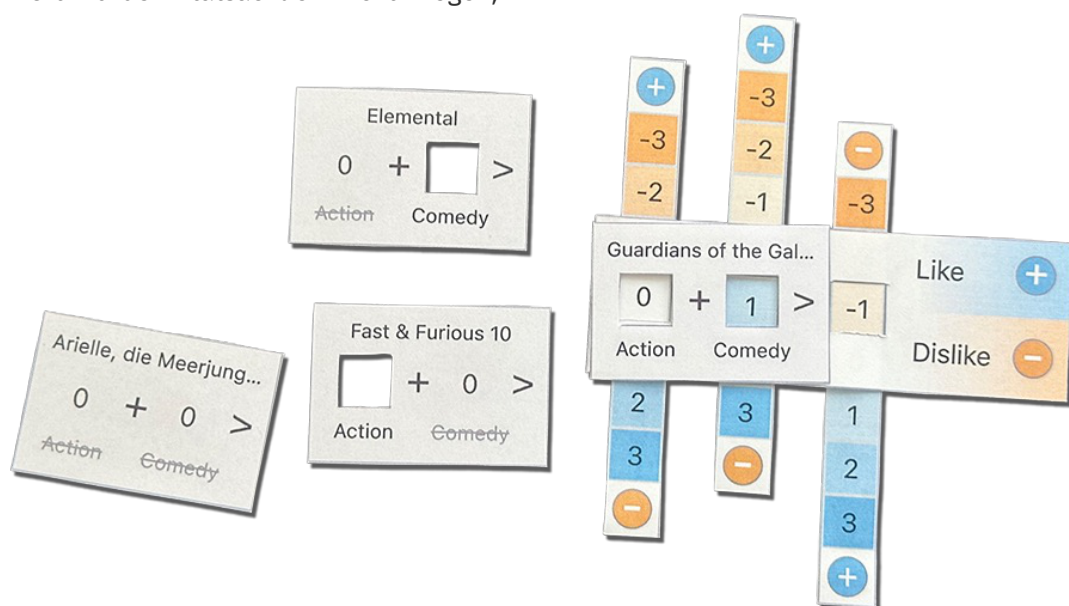 Elemental
0 + >
Action Comedy
Arielle, die Meerjung...
0 + 0 >
Action Comedy
Fast & Furious 10
+ 0 >
Action Comedy
+
-3
-2
2
3
-
+
-3
-2
-1
3
-
-
-3
1
2
3
+
Guardians of the Gal...
0 + 1 > -1
Action Comedy
Like +
Dislike -